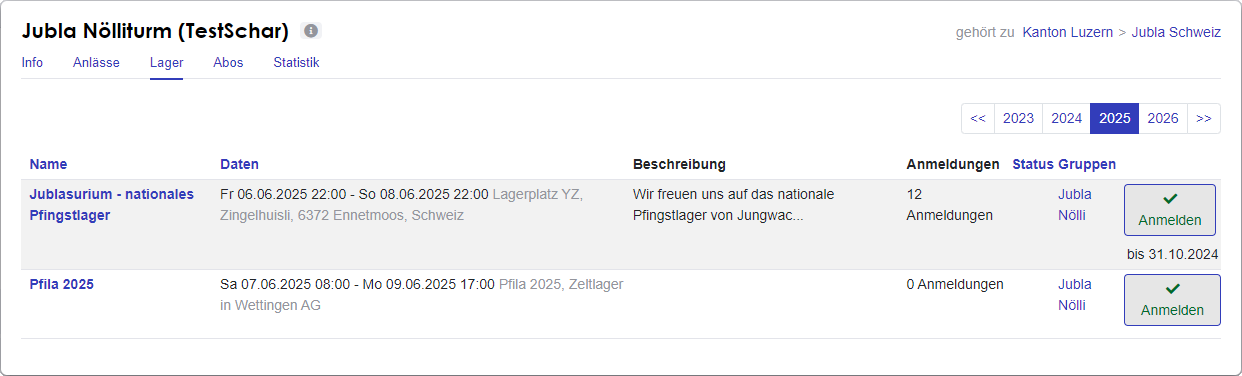 Jubla Nölliturm (TestSchar)
gehört zu Kanton Luzern > Jubla Schweiz
Info Anlässe Lager Abos Statistik
<< 2023 2024 2025 2026 >>
Name Daten Beschreibung Anmeldungen Status Gruppen
Jublasurium - nationales Fr 06.06.2025 22:00 - So 08.06.2025 22:00 Lagerplatz YZ, Wir freuen uns auf das nationale 12 Jubla
Pfingstlager Zingelhuisli, 6372 Ennetmoos, Schweiz Pfingstlager von Jungwac... Anmeldungen Nölli Anmelden
bis 31.10.2024
Pfila 2025 Sa 07.06.2025 08:00 - Mo 09.06.2025 17:00 Pfila 2025, Zeltlager 0 Anmeldungen Jubla
in Wettingen AG Nölli Anmelden